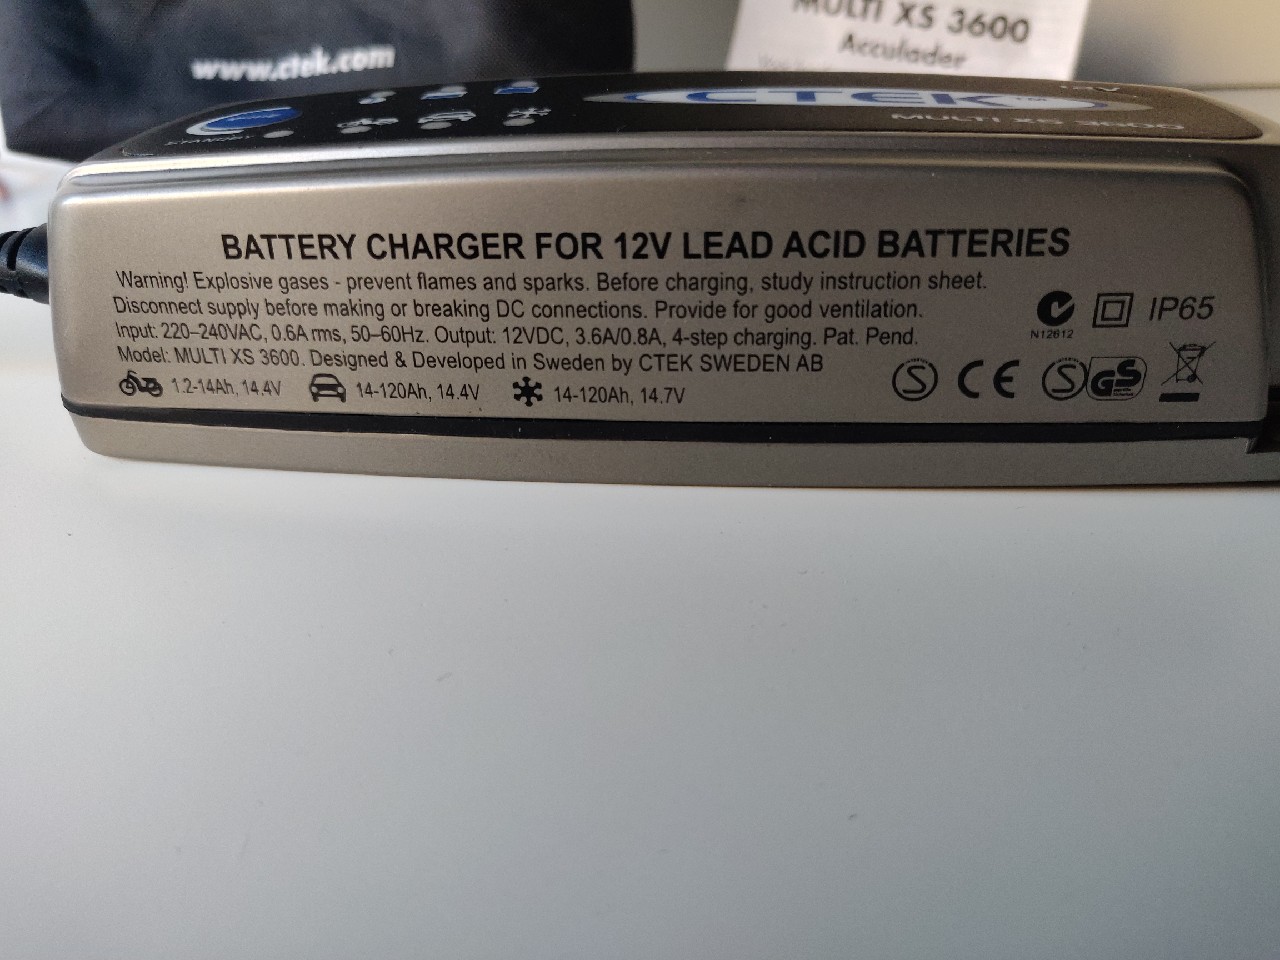 MULTI XS 3600
Acculader
www.ctek.com
12V
CTEK™
MULTI XS 3600
BATTERY CHARGER FOR 12V LEAD ACID BATTERIES
Warning! Explosive gases - prevent flames and sparks. Before charging, study instruction sheet.
Disconnect supply before making or breaking DC connections. Provide for good ventilation.
Input: 220–240VAC, 0.6A rms, 50–60Hz. Output: 12VDC, 3.6A/0.8A, 4-step charging. Pat. Pend.
Model: MULTI XS 3600. Designed & Developed in Sweden by CTEK SWEDEN AB
1.2-14Ah, 14.4V 14-120Ah, 14.4V 14-120Ah, 14.7V
N12612
IP65
S CE S GS